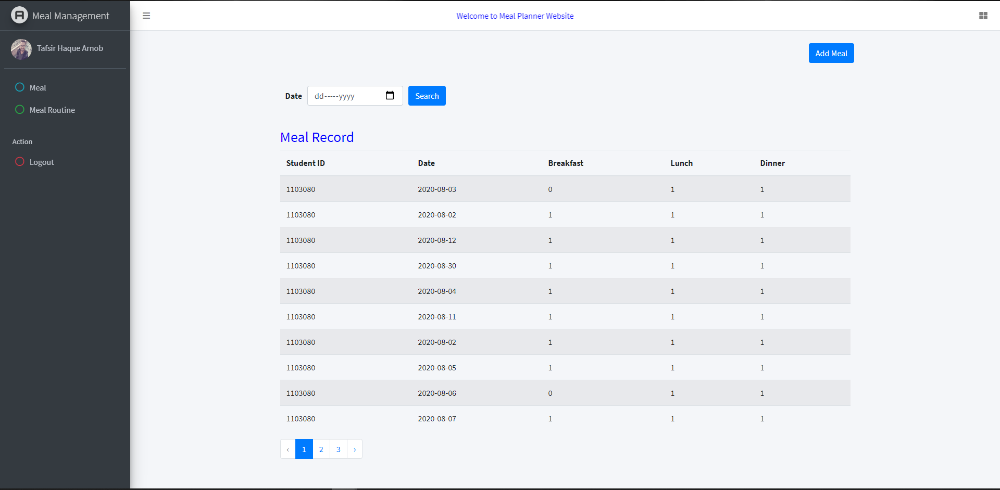 Meal Management
Welcome to Meal Planner Website
Tafsir Haque Arnob
Add Meal
Meal
Meal Routine
Action
Logout
Date dd-----yyyy Search
Meal Record
Student ID Date Breakfast Lunch Dinner
1103080 2020-08-03 0 1 1
1103080 2020-08-02 1 1 1
1103080 2020-08-12 1 1 1
1103080 2020-08-30 1 1 1
1103080 2020-08-04 1 1 1
1103080 2020-08-11 1 1 1
1103080 2020-08-02 1 1 1
1103080 2020-08-05 1 1 1
1103080 2020-08-06 0 1 1
1103080 2020-08-07 1 1 1
‹ 1 2 3 ›